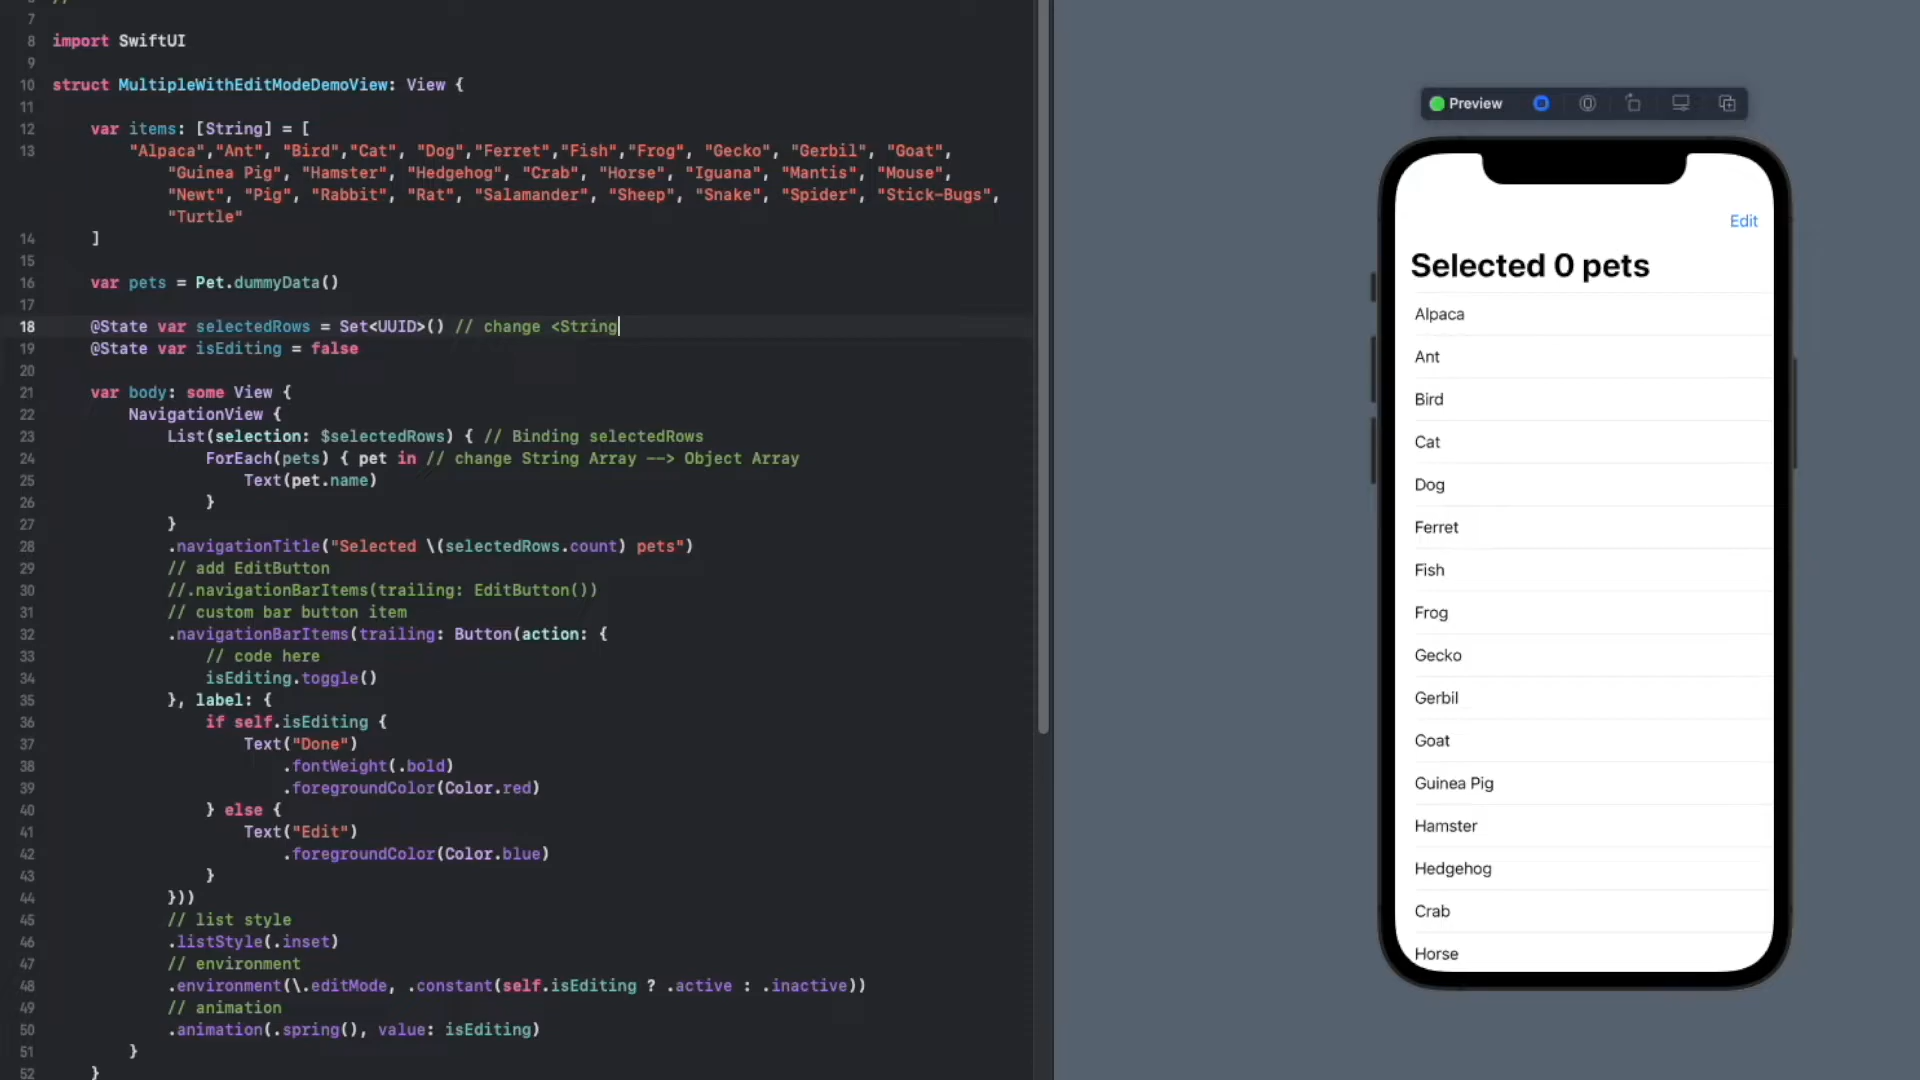 7
8 import SwiftUI
9
10 struct MultipleWithEditModeDemoView: View {
11
12 var items: [String] = [
13 "Alpaca","Ant", "Bird","Cat", "Dog","Ferret","Fish","Frog", "Gecko", "Gerbil", "Goat",
"Guinea Pig", "Hamster", "Hedgehog", "Crab", "Horse", "Iguana", "Mantis", "Mouse",
"Newt", "Pig", "Rabbit", "Rat", "Salamander", "Sheep", "Snake", "Spider", "Stick-Bugs",
"Turtle"
14 ]
15
16 var pets = Pet.dummyData()
17
18 @State var selectedRows = Set<UUID>() // change <String
19 @State var isEditing = false
20
21 var body: some View {
22 NavigationView {
23 List(selection: $selectedRows) { // Binding selectedRows
24 ForEach(pets) { pet in // change String Array --> Object Array
25 Text(pet.name)
26 }
27 }
28 .navigationTitle("Selected \(selectedRows.count) pets")
29 // add EditButton
30 //.navigationBarItems(trailing: EditButton())
31 // custom bar button item
32 .navigationBarItems(trailing: Button(action: {
33 // code here
34 isEditing.toggle()
35 }, label: {
36 if self.isEditing {
37 Text("Done")
38 .fontWeight(.bold)
39 .foregroundColor(Color.red)
40 } else {
41 Text("Edit")
42 .foregroundColor(Color.blue)
43 }
44 }))
45 // list style
46 .listStyle(.inset)
47 // environment
48 .environment(\.editMode, .constant(self.isEditing ? .active : .inactive))
49 // animation
50 .animation(.spring(), value: isEditing)
51 }
52 }
Preview
Edit
Selected 0 pets
Alpaca
Ant
Bird
Cat
Dog
Ferret
Fish
Frog
Gecko
Gerbil
Goat
Guinea Pig
Hamster
Hedgehog
Crab
Horse